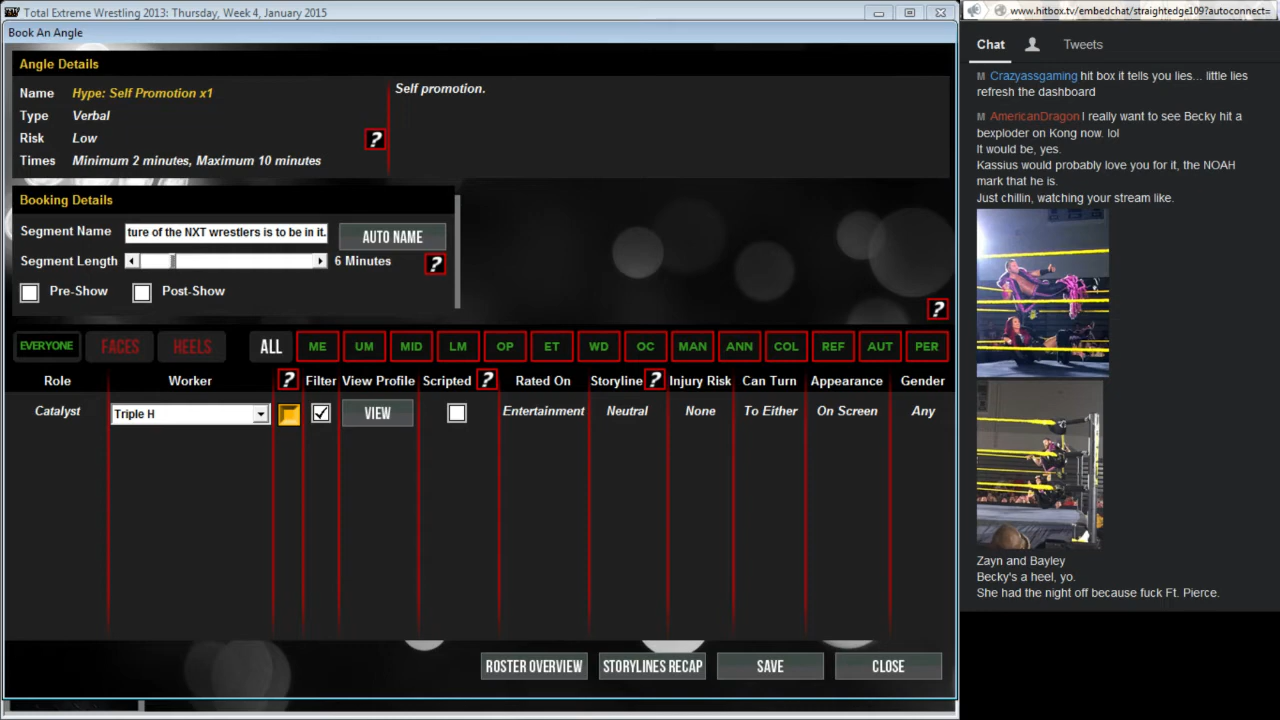 Total Extreme Wrestling 2013: Thursday, Week 4, January 2015
Book An Angle
Angle Details
Name Hype: Self Promotion x1
Type Verbal
Risk Low
Times Minimum 2 minutes, Maximum 10 minutes
?
Self promotion.
Booking Details
Segment Name ture of the NXT wrestlers is to be in it. AUTO NAME
Segment Length 6 Minutes ?
Pre-Show Post-Show
?
EVERYONE FACES HEELS ALL ME UM MID LM OP ET WD OC MAN ANN COL REF AUT PER
Role Worker ? Filter View Profile Scripted ? Rated On Storyline ? Injury Risk Can Turn Appearance Gender
Catalyst Triple H VIEW Entertainment Neutral None To Either On Screen Any
ROSTER OVERVIEW STORYLINES RECAP SAVE CLOSE
www.hitbox.tv/embedchat/straightedge109?autoconnect=
Chat Tweets
M Crazyassgaming hit box it tells you lies... little lies
refresh the dashboard
M AmericanDragon I really want to see Becky hit a
bexploder on Kong now. lol
It would be, yes.
Kassius would probably love you for it, the NOAH
mark that he is.
Just chillin, watching your stream like.
Zayn and Bayley
Becky's a heel, yo.
She had the night off because fuck Ft. Pierce.